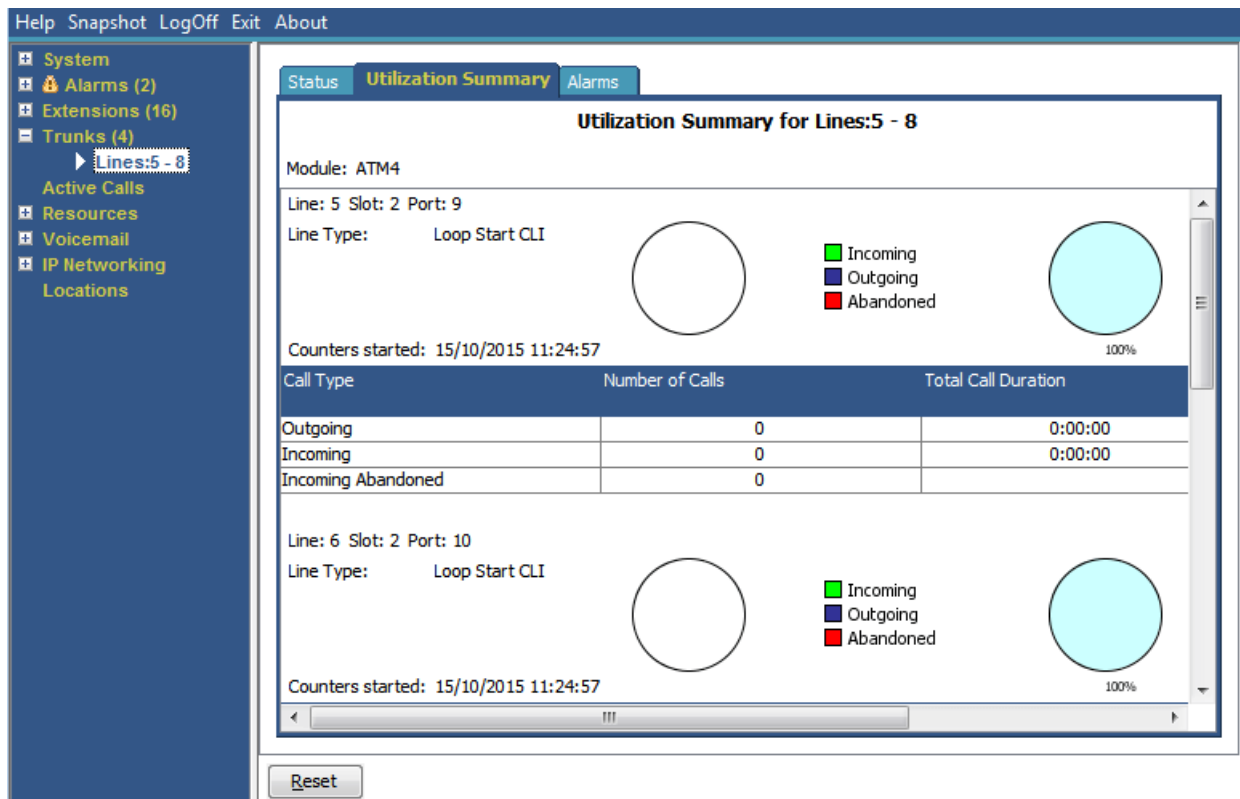 Help Snapshot LogOff Exit About
System
Alarms (2)
Extensions (16)
Trunks (4)
Lines:5 - 8
Active Calls
Resources
Voicemail
IP Networking
Locations
Status Utilization Summary Alarms
Utilization Summary for Lines:5 - 8
Module: ATM4
Line: 5 Slot: 2 Port: 9
Line Type: Loop Start CLI
Incoming
Outgoing
Abandoned
Counters started: 15/10/2015 11:24:57
100%
Call Type Number of Calls Total Call Duration
Outgoing 0 0:00:00
Incoming 0 0:00:00
Incoming Abandoned 0
Line: 6 Slot: 2 Port: 10
Line Type: Loop Start CLI
Incoming
Outgoing
Abandoned
Counters started: 15/10/2015 11:24:57
100%
Reset